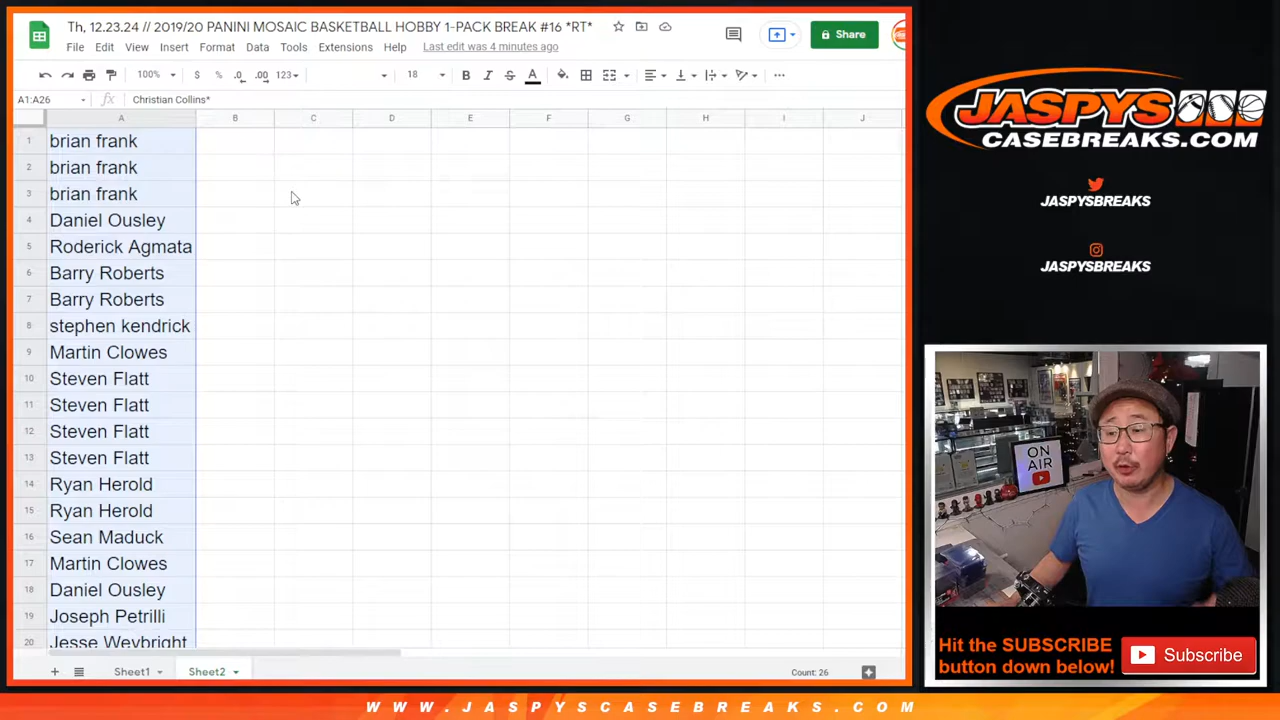 Th, 12.23.24 // 2019/20 PANINI MOSAIC BASKETBALL HOBBY 1-PACK BREAK #16 *RT*
File Edit View Insert Format Data Tools Extensions Help Last edit was 4 minutes ago
Share
100% $ % .0 .00 123 18 B I S A
A1:A26 fx Christian Collins*
A B C D E F G H I J
1 brian frank
2 brian frank
3 brian frank
4 Daniel Ousley
5 Roderick Agmata
6 Barry Roberts
7 Barry Roberts
8 stephen kendrick
9 Martin Clowes
10 Steven Flatt
11 Steven Flatt
12 Steven Flatt
13 Steven Flatt
14 Ryan Herold
15 Ryan Herold
16 Sean Maduck
17 Martin Clowes
18 Daniel Ousley
19 Joseph Petrilli
20 Jesse Weybright
Sheet1 Sheet2 Count: 26
JASPYS
CASEBREAKS.COM
JASPYSBREAKS
JASPYSBREAKS
ON
AIR
Hit the SUBSCRIBE
button down below!
Subscribe
WWW.JASPYSCASEBREAKS.COM